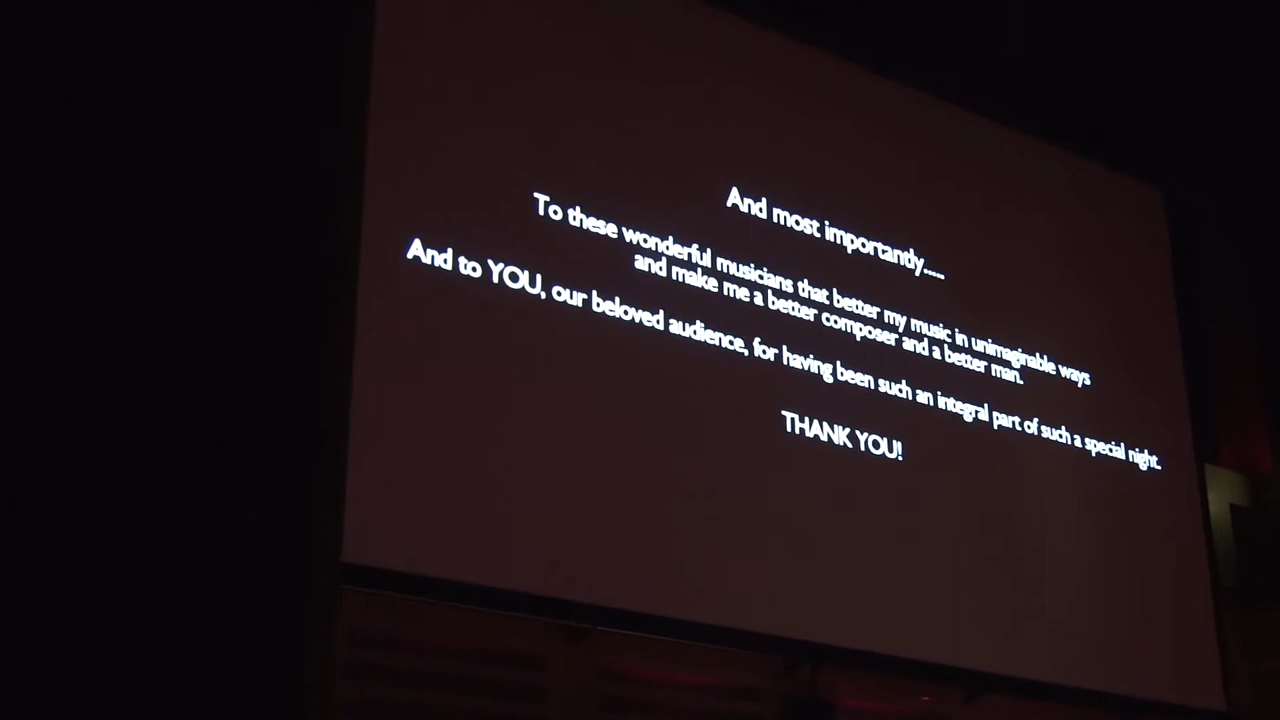 And most importantly.....
To these wonderful musicians that better my music in unimaginable ways
and make me a better composer and a better man.
And to YOU, our beloved audience, for having been such an integral part of such a special night.
THANK YOU!